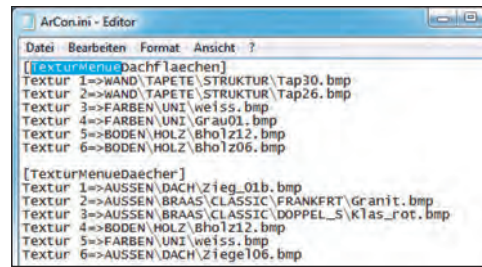 ArCon.ini - Editor
Datei Bearbeiten Format Ansicht ?
[TexturMenueDachflaechen]
Textur 1=>WAND\TAPETE\STRUKTUR\Tap30.bmp
Textur 2=>WAND\TAPETE\STRUKTUR\Tap26.bmp
Textur 3=>FARBEN\UNI\weiss.bmp
Textur 4=>FARBEN\UNI\Grau01.bmp
Textur 5=>BODEN\HOLZ\Bholz12.bmp
Textur 6=>BODEN\HOLZ\Bholz06.bmp
[TexturMenueDaecher]
Textur 1=>AUSSEN\DACH\Zieg_01b.bmp
Textur 2=>AUSSEN\BRAAS\CLASSIC\FRANKFRT\Granit.bmp
Textur 3=>AUSSEN\BRAAS\CLASSIC\DOPPEL_S\Klas_rot.bmp
Textur 4=>BODEN\HOLZ\Bholz12.bmp
Textur 5=>FARBEN\UNI\weiss.bmp
Textur 6=>AUSSEN\DACH\Ziegel06.bmp